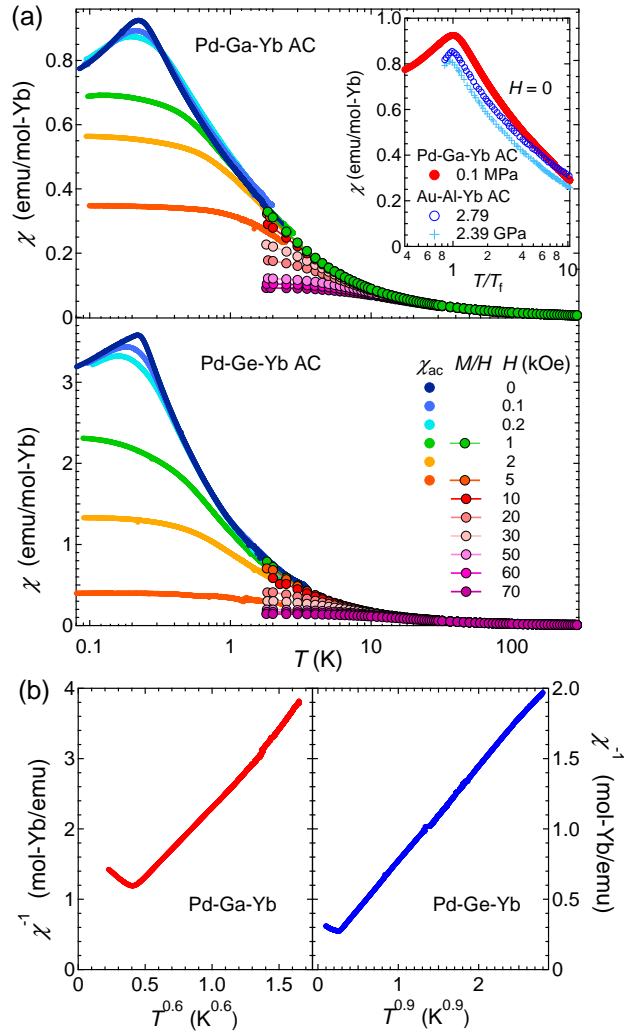 (a)
Pd-Ga-Yb AC
χ (emu/mol-Yb)
0.8
0.6
0.4
0.2
0
1.0
0.8
0.6
0.4
0.2
0
χ (emu/mol-Yb)
H = 0
Pd-Ga-Yb AC
0.1 MPa
Au-Al-Yb AC
2.79
2.39 GPa
6 8 1 2 4 6 8 10
T/Tf
Pd-Ge-Yb AC
χ (emu/mol-Yb)
3
2
1
0
χac M/H H (kOe)
0
0.1
0.2
1
2
5
10
20
30
50
60
70
0.1 1 10 100
T (K)
(b)
χ⁻¹ (mol-Yb/emu)
4
3
2
1
0
Pd-Ga-Yb
0 0.5 1.0 1.5
T^0.6 (K^0.6)
Pd-Ge-Yb
0 1 2
T^0.9 (K^0.9)
2.0
1.5
1.0
0.5
0
χ⁻¹ (mol-Yb/emu)